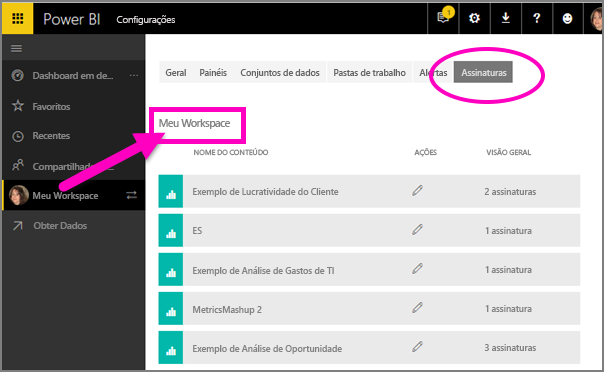 Power BI Configurações 1 ?
Geral Painéis Conjuntos de dados Pastas de trabalho Alertas Assinaturas
Dashboard em de... ...
Favoritos
Recentes
Compartilhado
Meu Workspace
Obter Dados
Meu Workspace
NOME DO CONTEÚDO AÇÕES VISÃO GERAL
Exemplo de Lucratividade do Cliente 2 assinaturas
ES 1 assinatura
Exemplo de Análise de Gastos de TI 1 assinatura
MetricsMashup 2 1 assinatura
Exemplo de Análise de Oportunidade 3 assinaturas